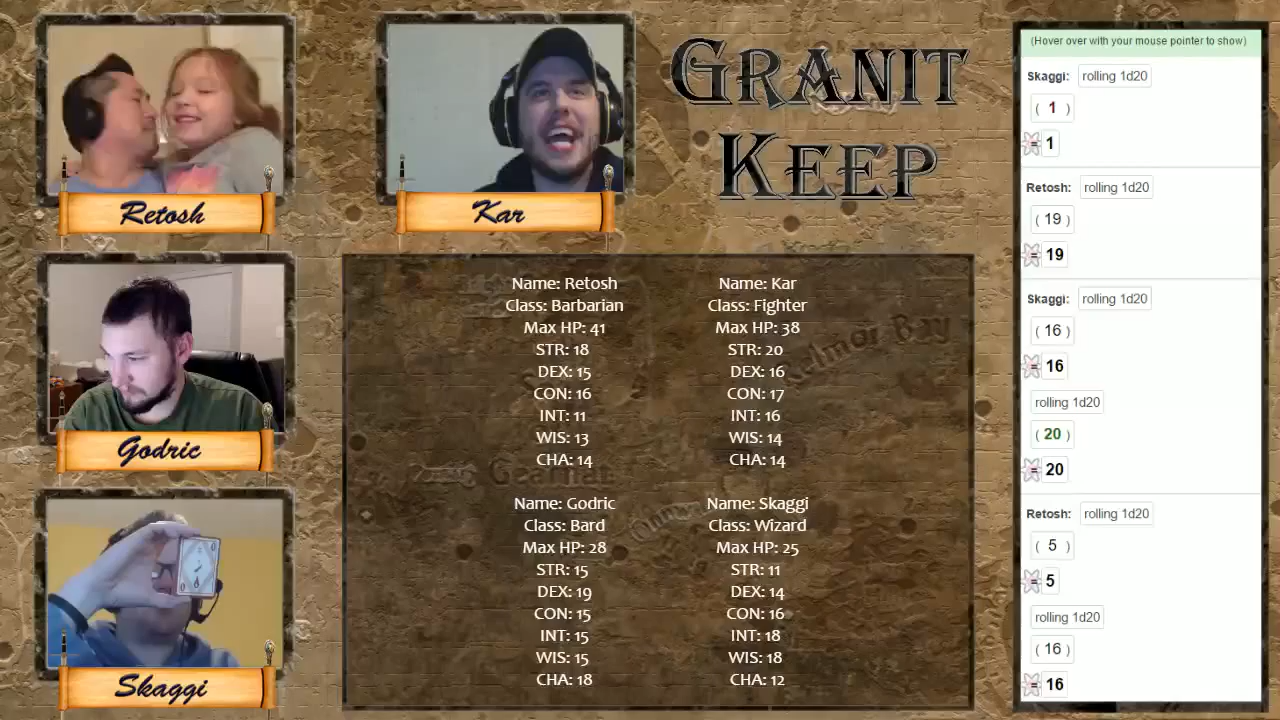 GRANIT
KEEP
Retosh
Kar
Godric
Skaggi
Name: Retosh
Class: Barbarian
Max HP: 41
STR: 18
DEX: 15
CON: 16
INT: 11
WIS: 13
CHA: 14
Name: Kar
Class: Fighter
Max HP: 38
STR: 20
DEX: 16
CON: 17
INT: 16
WIS: 14
CHA: 14
Name: Godric
Class: Bard
Max HP: 28
STR: 15
DEX: 19
CON: 15
INT: 15
WIS: 15
CHA: 18
Name: Skaggi
Class: Wizard
Max HP: 25
STR: 11
DEX: 14
CON: 16
INT: 18
WIS: 18
CHA: 12
(Hover over with your mouse pointer to show)
Skaggi: rolling 1d20
( 1 )
= 1
Retosh: rolling 1d20
( 19 )
= 19
Skaggi: rolling 1d20
( 16 )
= 16
rolling 1d20
( 20 )
= 20
Retosh: rolling 1d20
( 5 )
= 5
rolling 1d20
( 16 )
= 16